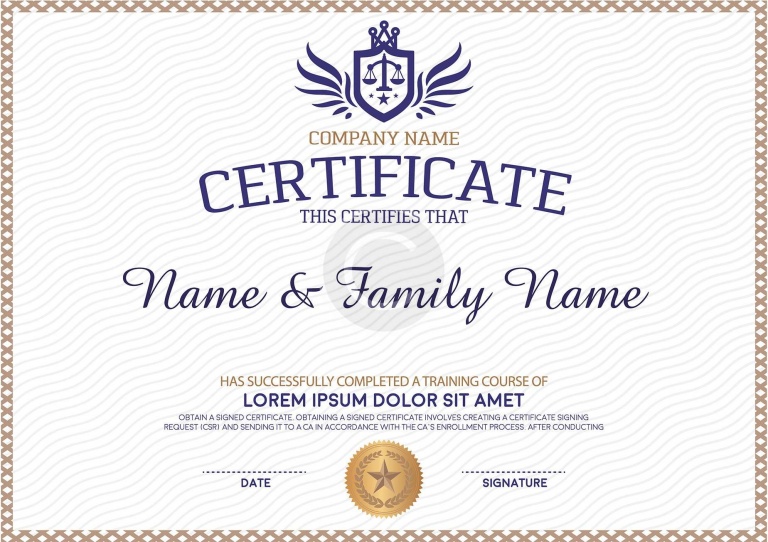 COMPANY NAME
CERTIFICATE
THIS CERTIFIES THAT
Name & Family Name
HAS SUCCESSFULLY COMPLETED A TRAINING COURSE OF
LOREM IPSUM DOLOR SIT AMET
OBTAIN A SIGNED CERTIFICATE. OBTAINING A SIGNED CERTIFICATE INVOLVES CREATING A CERTIFICATE SIGNING
REQUEST (CSR) AND SENDING IT TO A CA IN ACCORDANCE WITH THE CA`S ENROLLMENT PROCESS. AFTER CONDUCTING
DATE
SIGNATURE